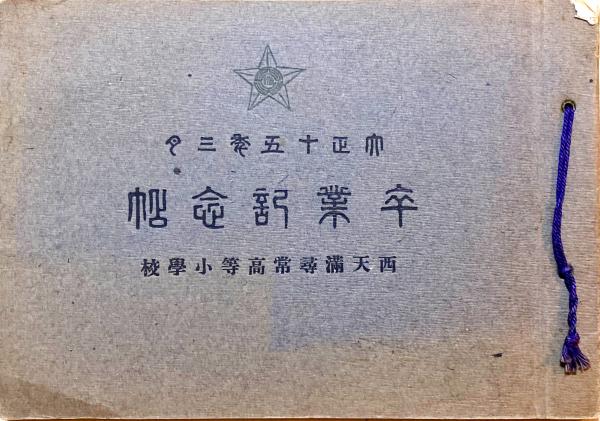 大正十五年三月
卒業記念帖
西天滿尋常高等小學校